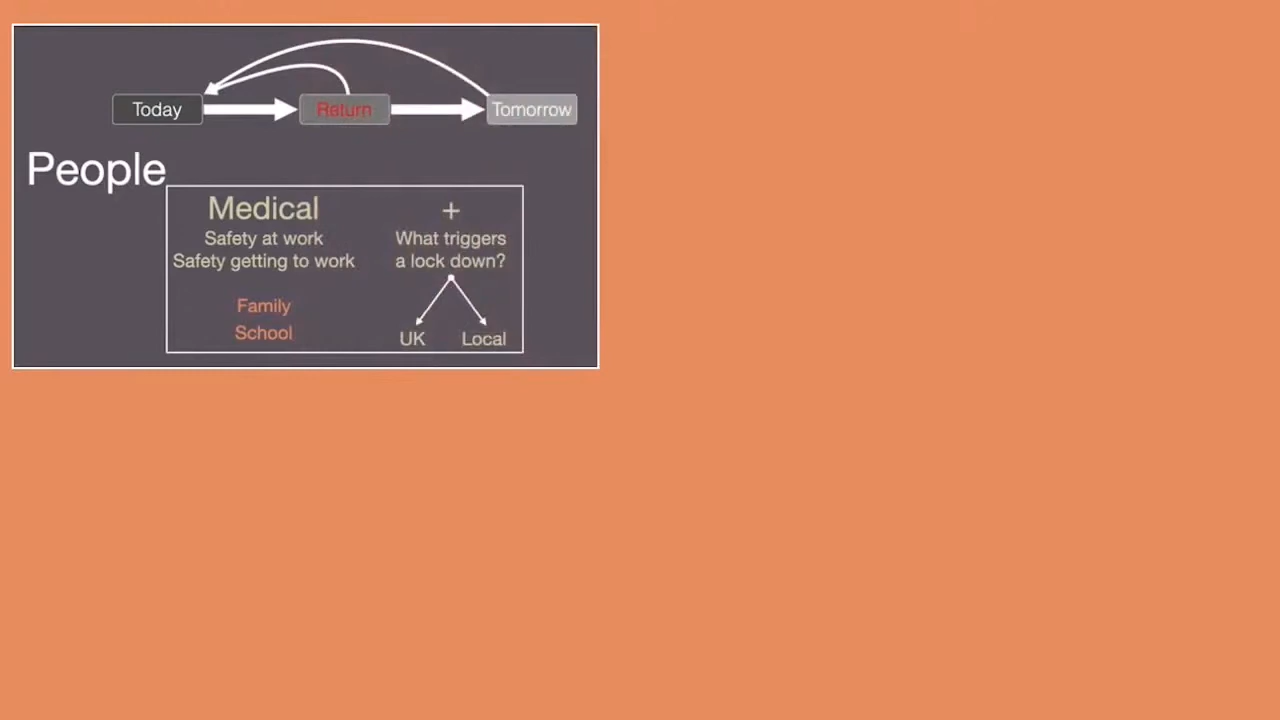 Today
Return
Tomorrow
People
Medical
Safety at work
Safety getting to work
Family
School
+
What triggers
a lock down?
UK
Local